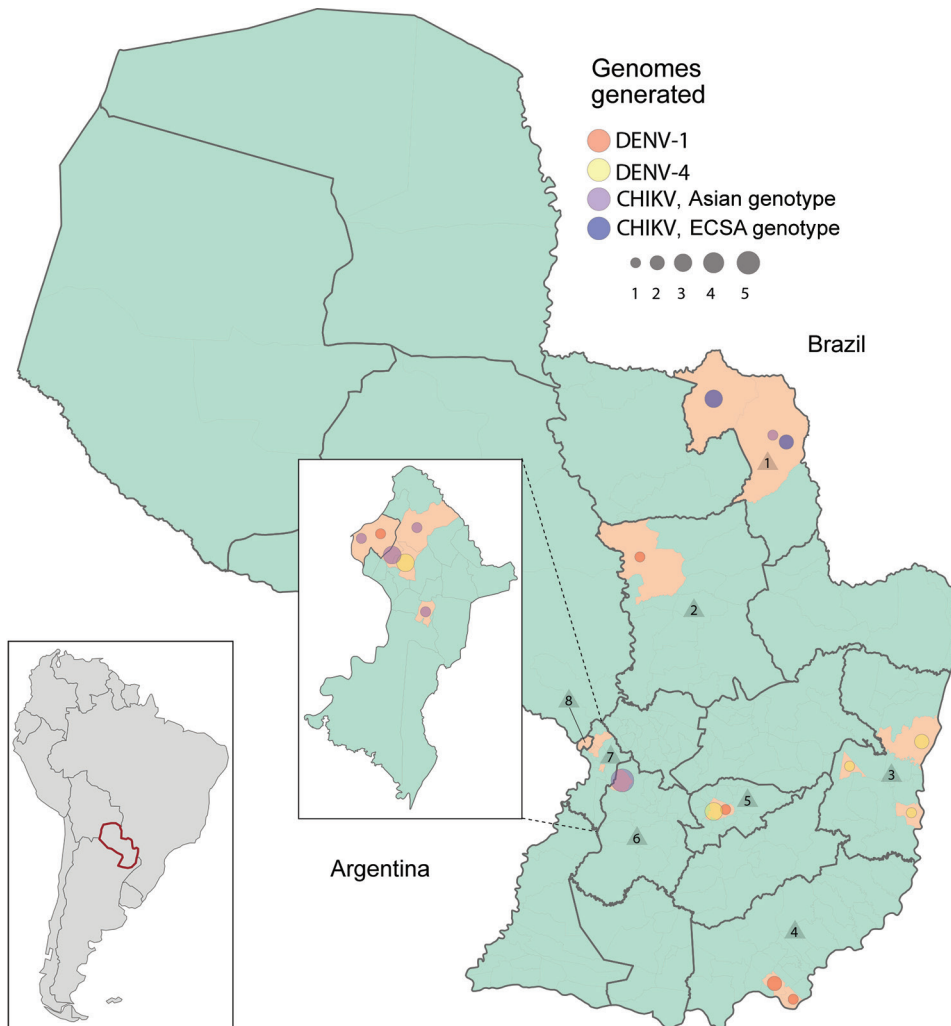 Genomes
generated
DENV-1
DENV-4
CHIKV, Asian genotype
CHIKV, ECSA genotype
1 2 3 4 5
Brazil
1
2
8
7
3
5
6
Argentina
4